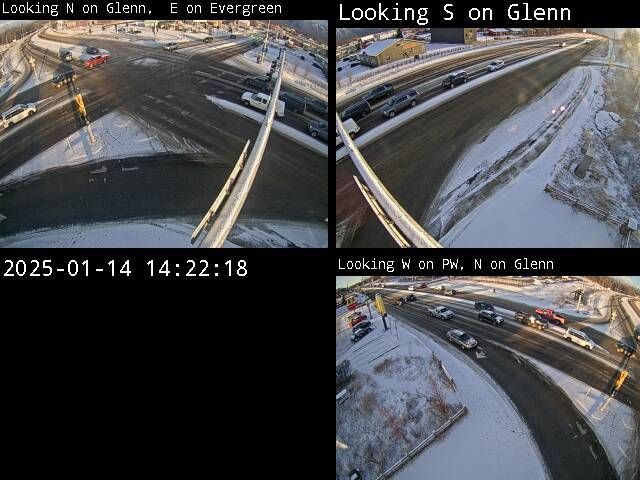 Looking N on Glenn,  E on Evergreen
Looking S on Glenn
2025-01-14 14:22:18
Looking W on PW, N on Glenn